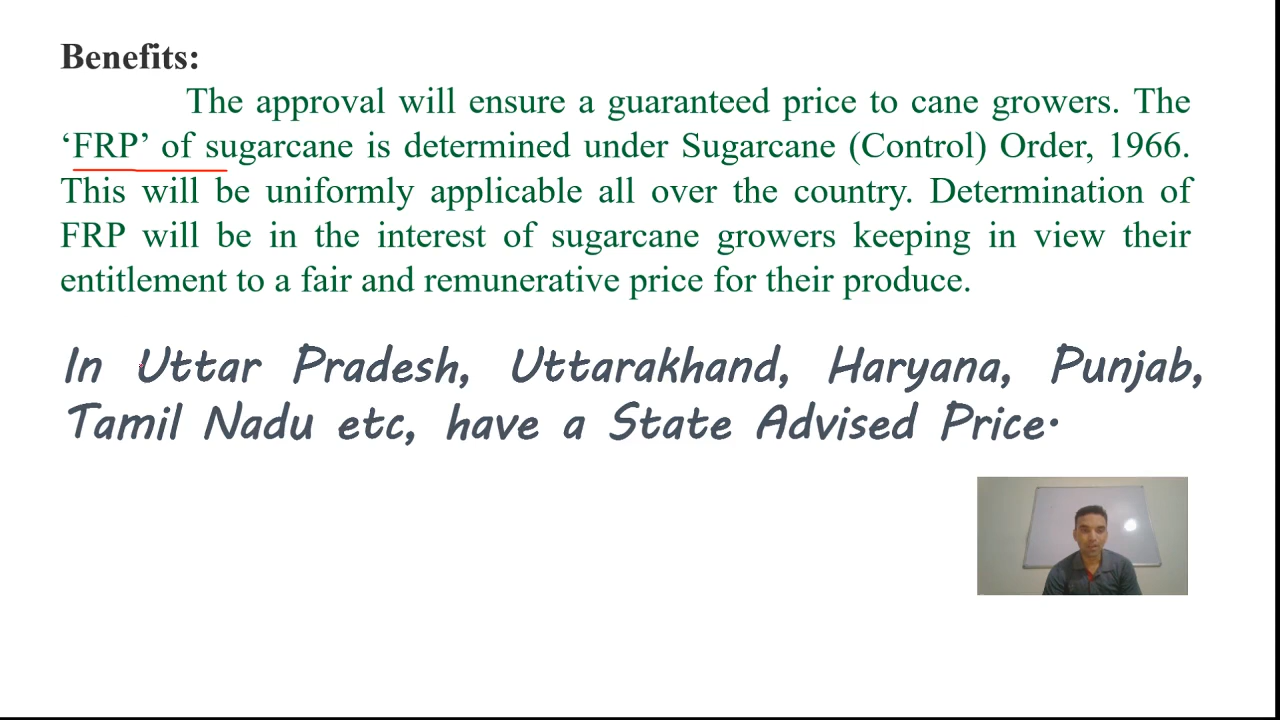 Benefits:
The approval will ensure a guaranteed price to cane growers. The
‘FRP’ of sugarcane is determined under Sugarcane (Control) Order, 1966.
This will be uniformly applicable all over the country. Determination of
FRP will be in the interest of sugarcane growers keeping in view their
entitlement to a fair and remunerative price for their produce.
In Uttar Pradesh, Uttarakhand, Haryana, Punjab,
Tamil Nadu etc, have a State Advised Price.